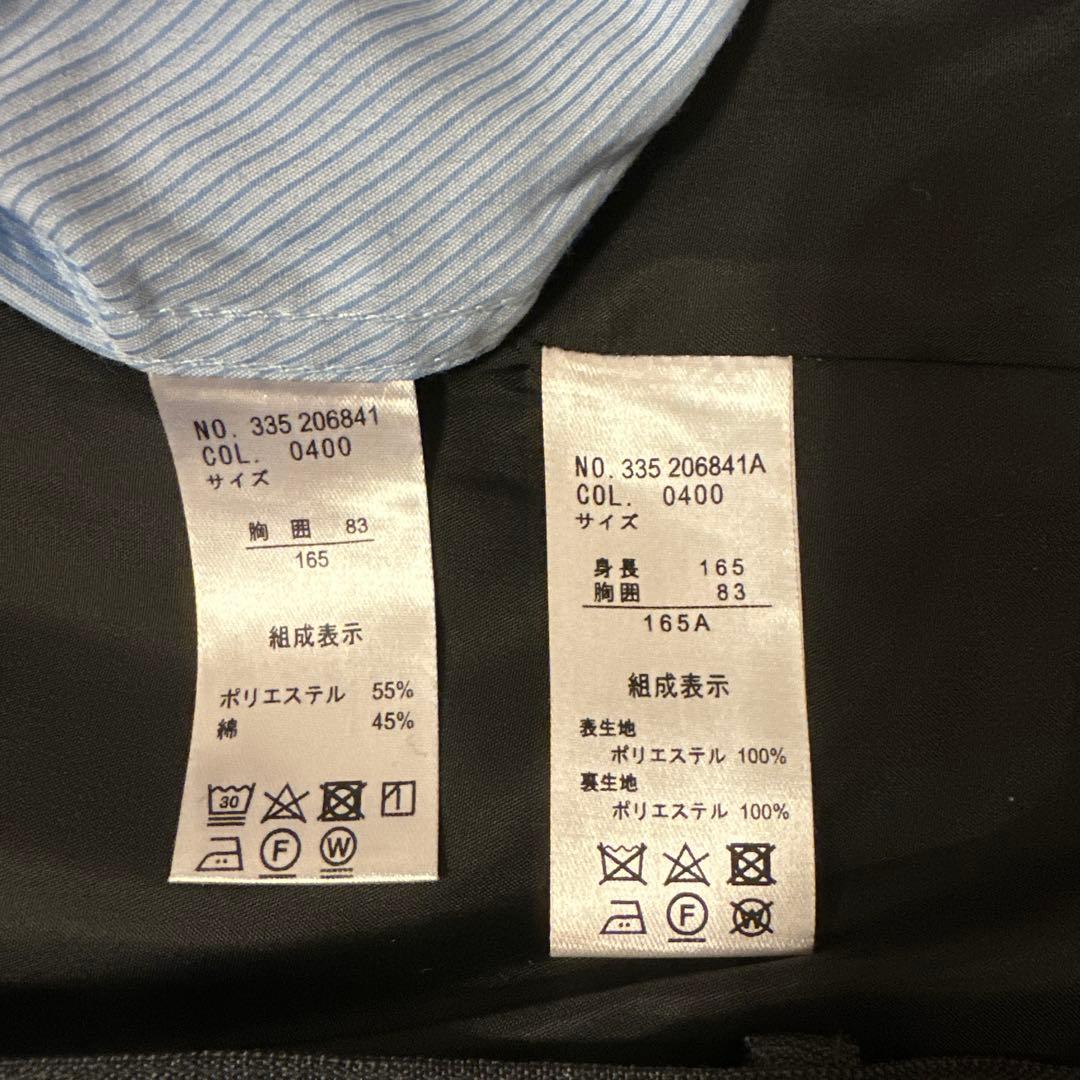 NO. 335 206841
COL. 0400
サイズ
胸 囲 83
165
組成表示
ポリエステル 55%
綿 45%
30
F W
NO. 335 206841A
COL. 0400
サイズ
身長 165
胸囲 83
165A
組成表示
表生地
ポリエステル 100%
裏生地
ポリエステル 100%
F W